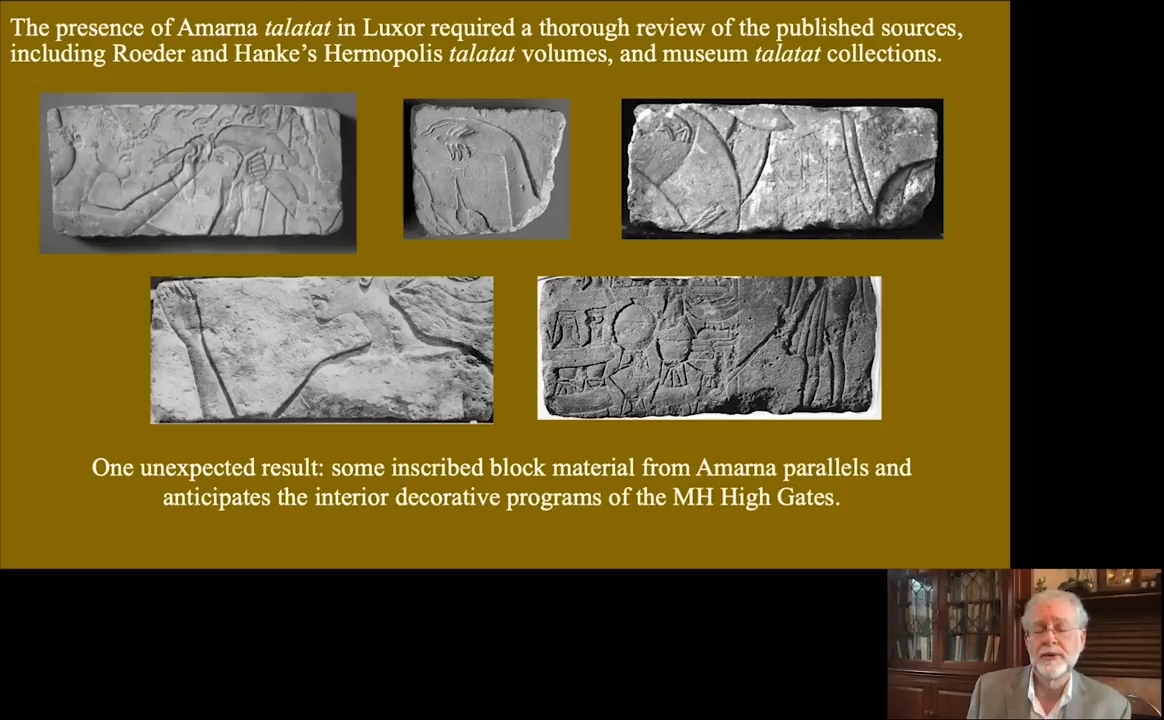 The presence of Amarna talatat in Luxor required a thorough review of the published sources,
including Roeder and Hanke's Hermopolis talatat volumes, and museum talatat collections.
One unexpected result: some inscribed block material from Amarna parallels and
anticipates the interior decorative programs of the MH High Gates.